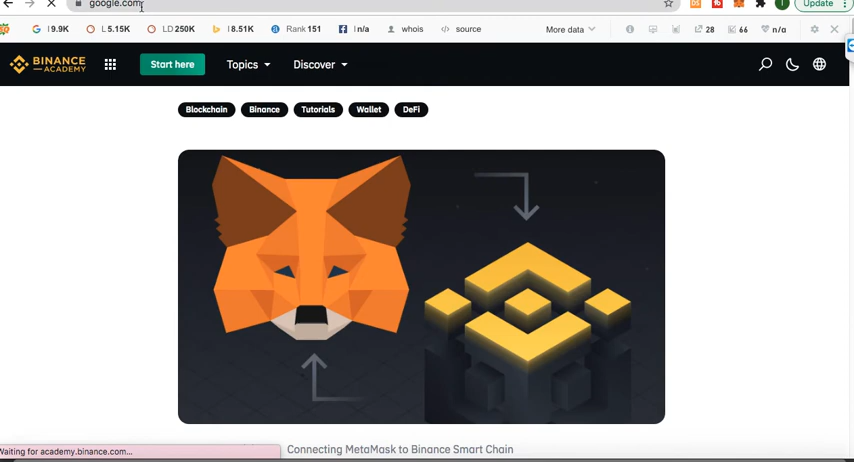 google.com
Update
I 9.9K
L 5.15K
LD 250K
I 8.51K
Rank 151
I n/a
whois
source
More data
28
66
n/a
BINANCE
ACADEMY
Start here
Topics
Discover
Blockchain
Binance
Tutorials
Wallet
DeFi
Waiting for academy.binance.com...
Connecting MetaMask to Binance Smart Chain